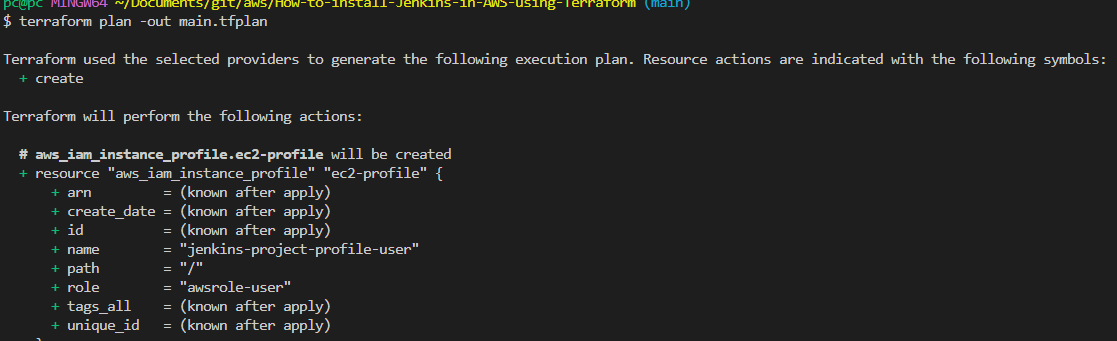 pc@pc MINGW64 ~/Documents/git/aws/How-to-install-Jenkins-in-AWS-using-Terraform (main)
$ terraform plan -out main.tfplan
Terraform used the selected providers to generate the following execution plan. Resource actions are indicated with the following symbols:
  + create
Terraform will perform the following actions:
  # aws_iam_instance_profile.ec2-profile will be created
  + resource "aws_iam_instance_profile" "ec2-profile" {
      + arn         = (known after apply)
      + create_date = (known after apply)
      + id          = (known after apply)
      + name        = "jenkins-project-profile-user"
      + path        = "/"
      + role        = "awsrole-user"
      + tags_all    = (known after apply)
      + unique_id   = (known after apply)
    }